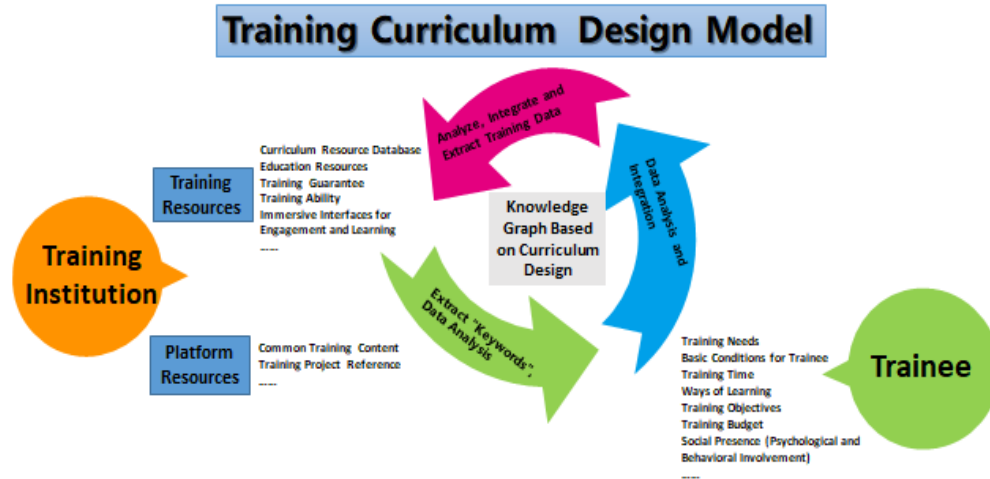 Training Curriculum Design Model
Analyze, Integrate and
Extract Training Data
Data Analysis and
Integration
Extract "Keywords",
Data Analysis
Knowledge
Graph Based
on Curriculum
Design
Training
Institution
Training
Resources
Curriculum Resource Database
Education Resources
Training Guarantee
Training Ability
Immersive Interfaces for
Engagement and Learning
-----
Platform
Resources
Common Training Content
Training Project Reference
-----
Trainee
Training Needs
Basic Conditions for Trainee
Training Time
Ways of Learning
Training Objectives
Training Budget
Social Presence (Psychological and
Behavioral Involvement)
-----